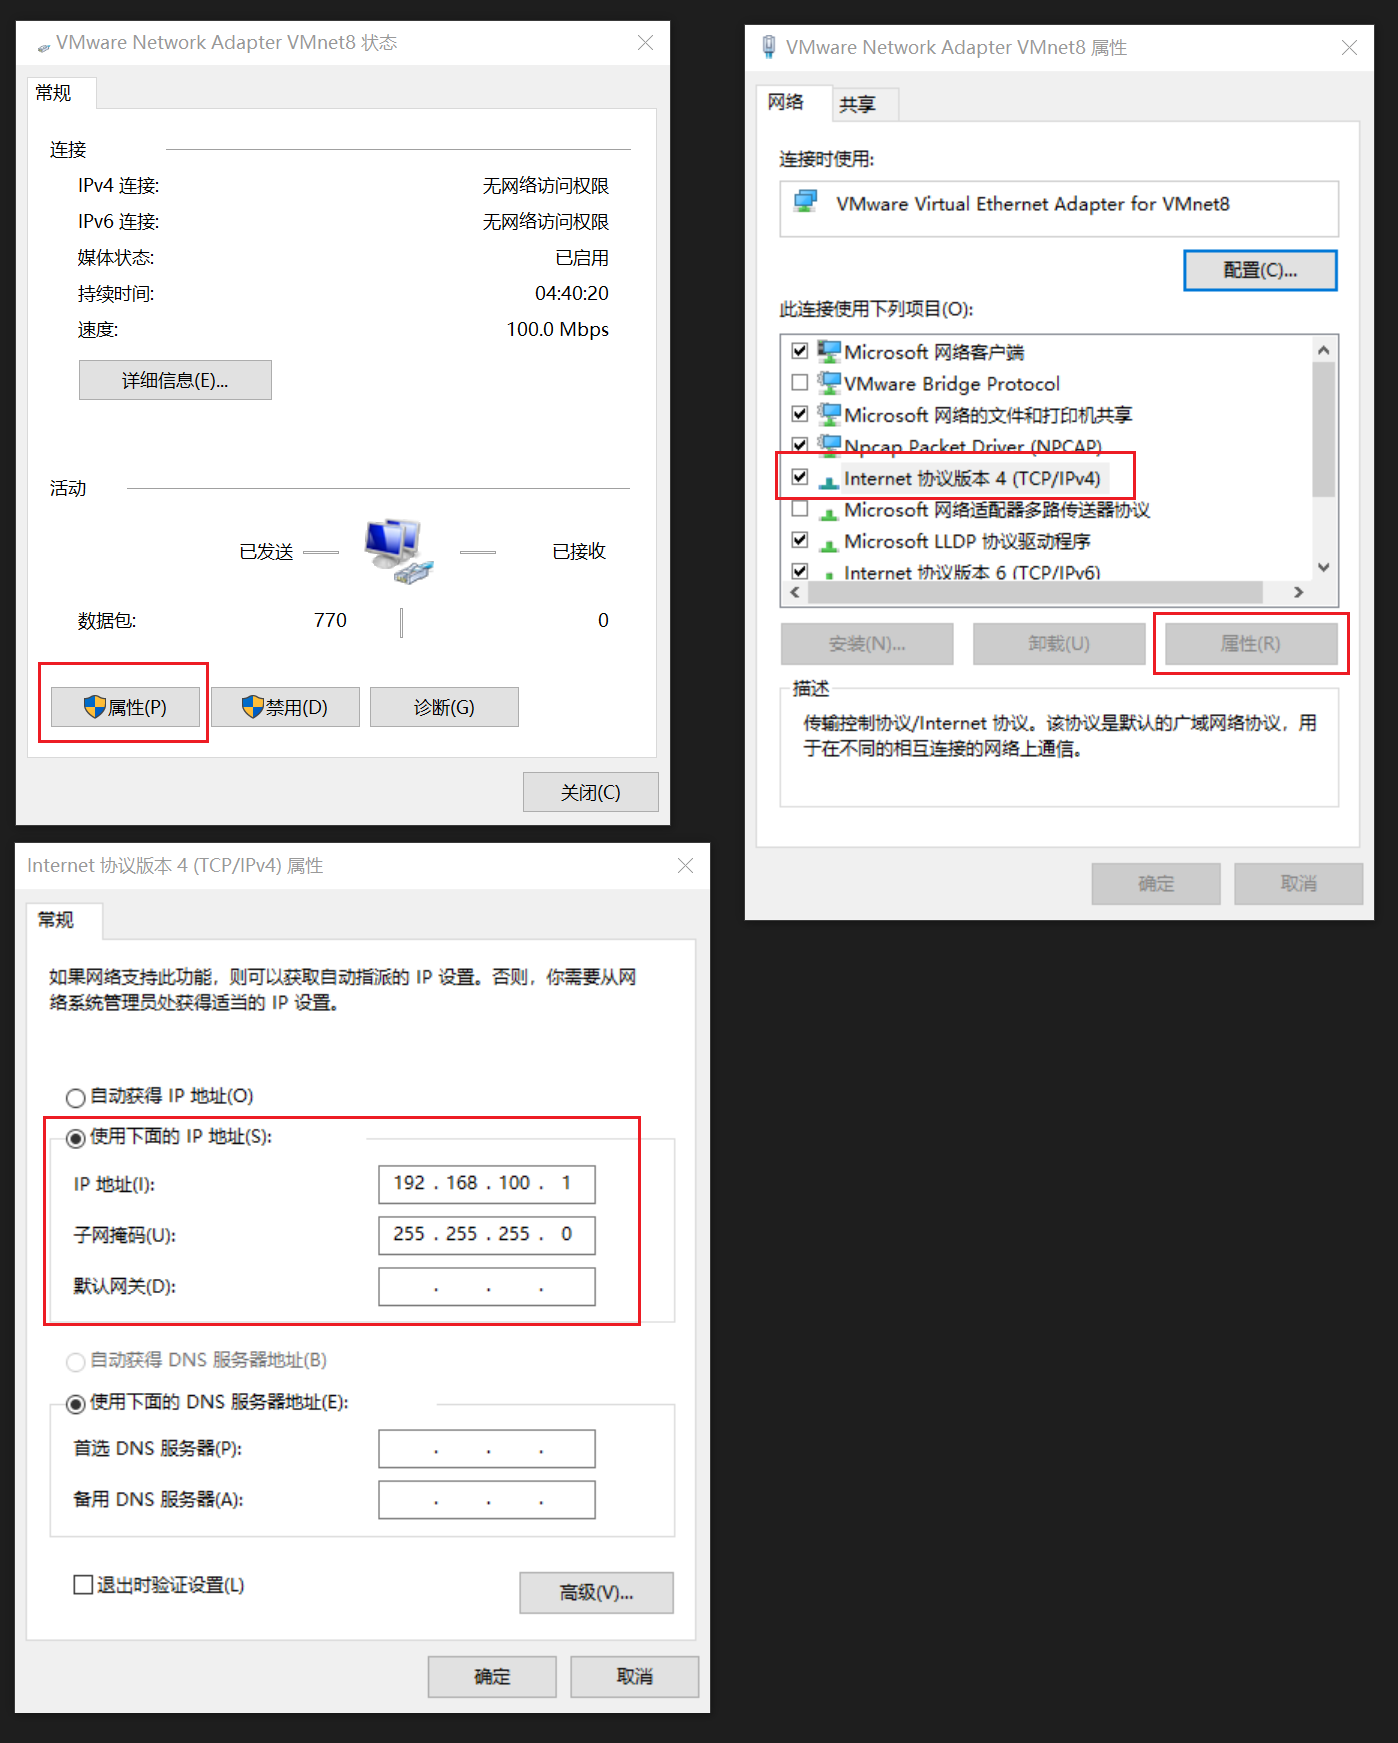 VMware Network Adapter VMnet8 状态
常规
连接
IPv4 连接:
无网络访问权限
IPv6 连接:
无网络访问权限
媒体状态:
已启用
持续时间:
04:40:20
速度:
100.0 Mbps
详细信息(E)...
活动
已发送
已接收
数据包:
770
0
属性(P)
禁用(D)
诊断(G)
关闭(C)
VMware Network Adapter VMnet8 属性
网络
共享
连接时使用:
VMware Virtual Ethernet Adapter for VMnet8
配置(C)...
此连接使用下列项目(O):
Microsoft 网络客户端
VMware Bridge Protocol
Microsoft 网络的文件和打印机共享
Npcap Packet Driver (NPCAP)
Internet 协议版本 4 (TCP/IPv4)
Microsoft 网络适配器多路传送器协议
Microsoft LLDP 协议驱动程序
Internet 协议版本 6 (TCP/IPv6)
安装(N)...
卸载(U)
属性(R)
描述
传输控制协议/Internet 协议。该协议是默认的广域网络协议，用
于在不同的相互连接的网络上通信。
确定
取消
Internet 协议版本 4 (TCP/IPv4) 属性
常规
如果网络支持此功能，则可以获取自动指派的 IP 设置。否则，你需要从网
络系统管理员处获得适当的 IP 设置。
自动获得 IP 地址(O)
使用下面的 IP 地址(S):
IP 地址(I):
192 . 168 . 100 . 1
子网掩码(U):
255 . 255 . 255 . 0
默认网关(D):
. . .
自动获得 DNS 服务器地址(B)
使用下面的 DNS 服务器地址(E):
首选 DNS 服务器(P):
. . .
备用 DNS 服务器(A):
. . .
退出时验证设置(L)
高级(V)...
确定
取消